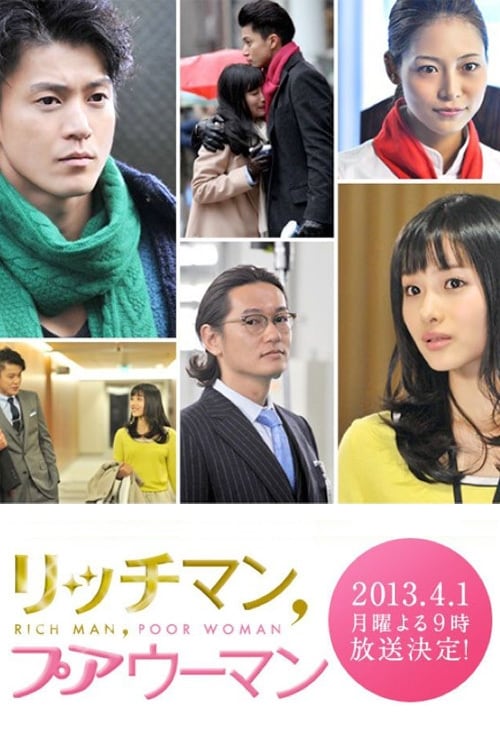 リッチマン,
RICH MAN, POOR WOMAN
プアウーマン
2013.4.1
月曜よる9時
放送決定!